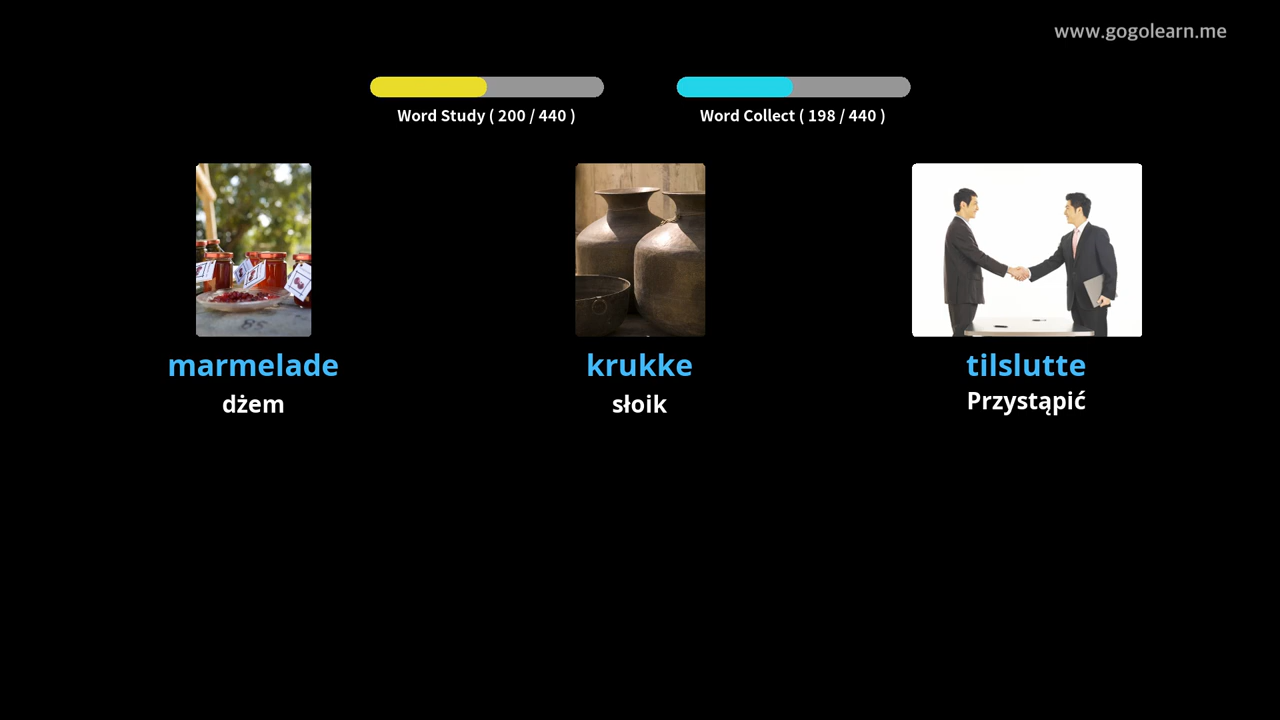 www.gogolearn.me
Word Study ( 200 / 440 )
Word Collect ( 198 / 440 )
marmelade
krukke
tilslutte
dżem
słoik
Przystąpić